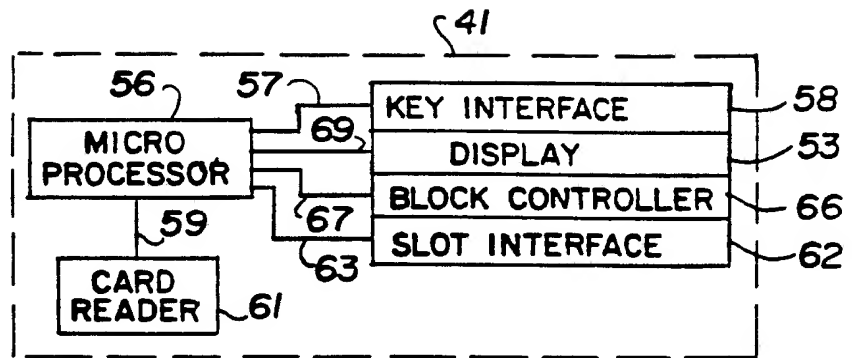 41
56
57
KEY INTERFACE
58
MICRO
PROCESSOR
69
DISPLAY
53
67
BLOCK CONTROLLER
66
59
63
SLOT INTERFACE
62
CARD
READER
61